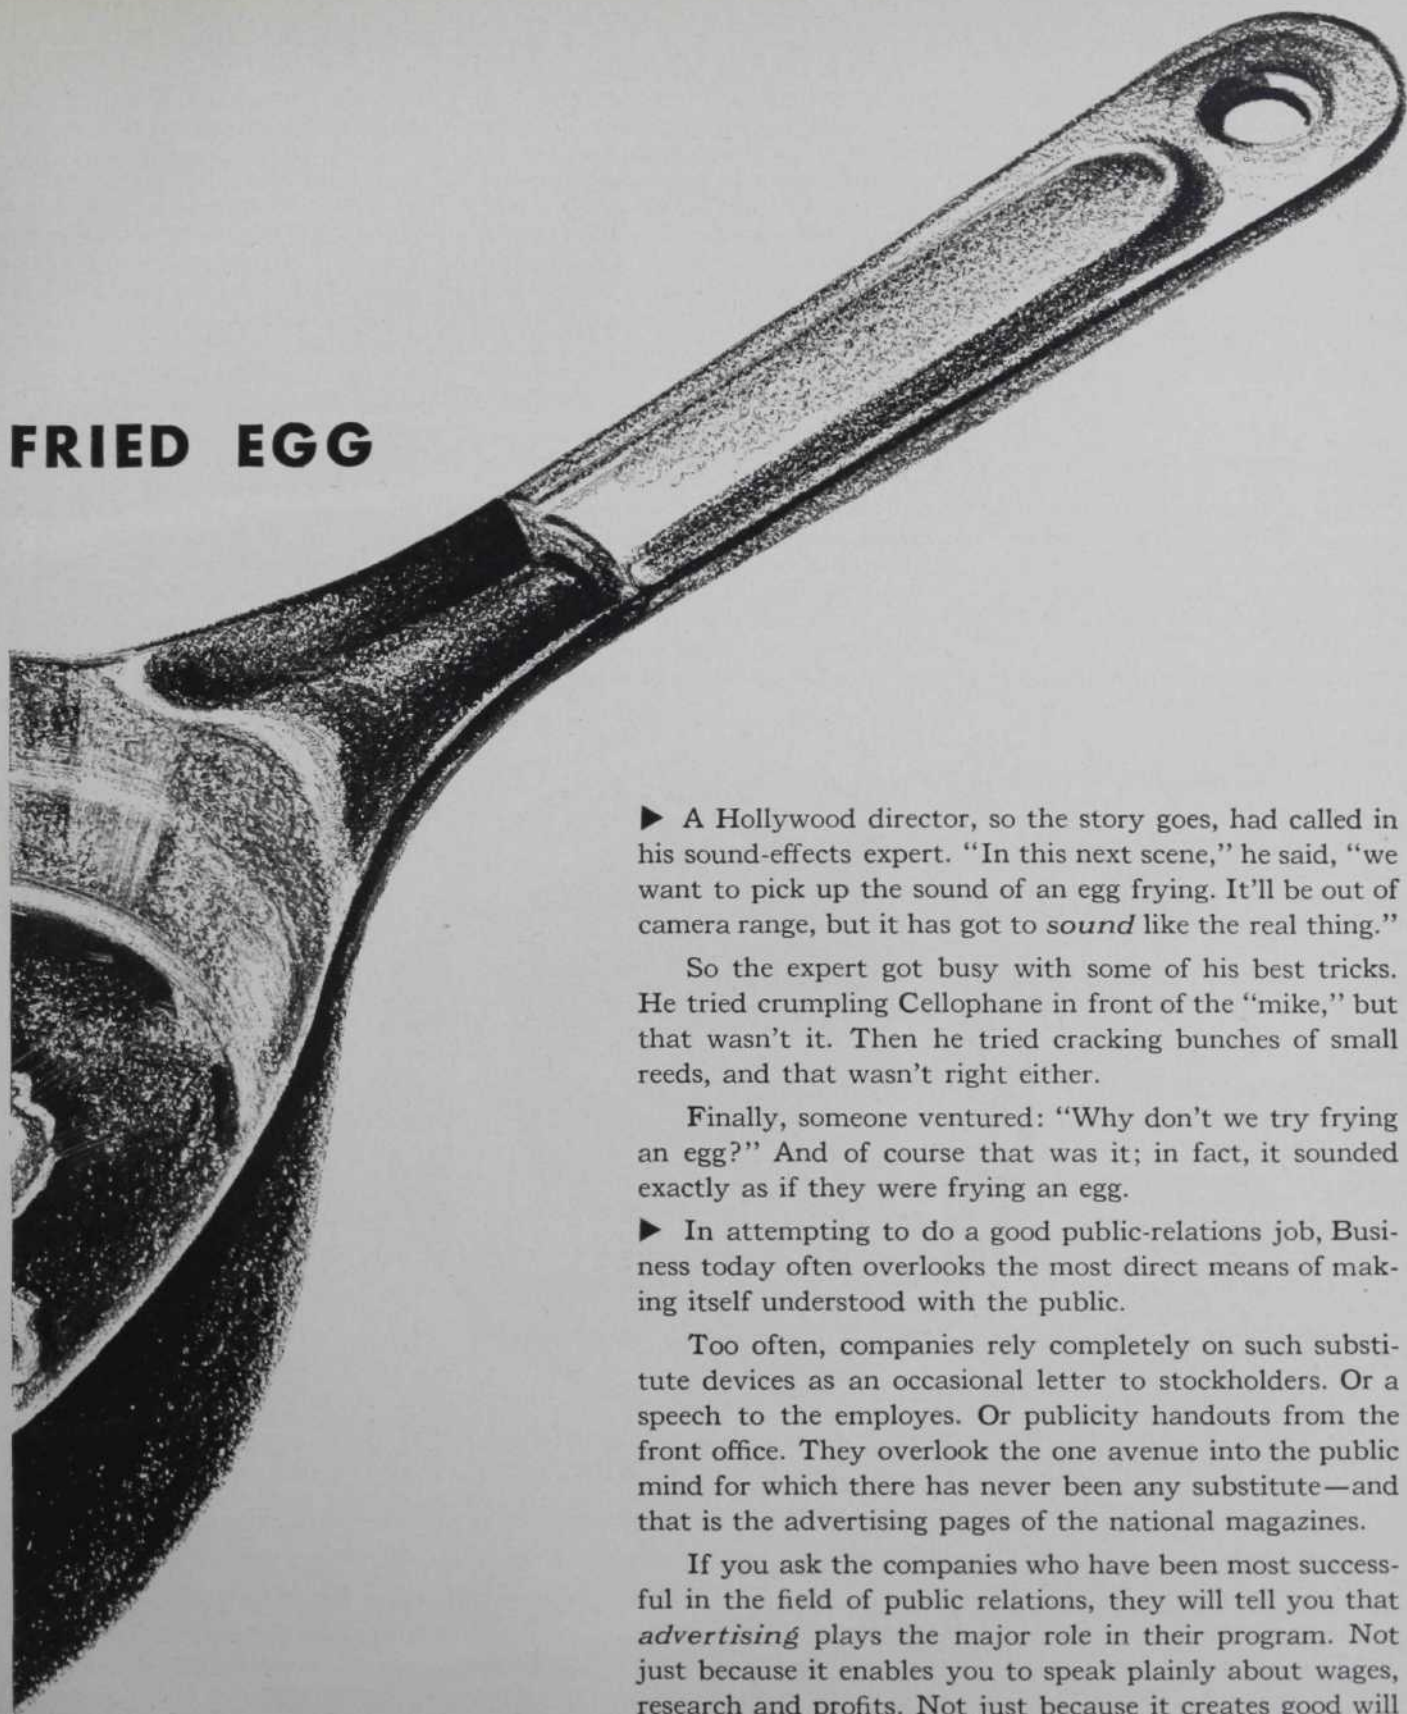 FRIED EGG
▶ A Hollywood director, so the story goes, had called in
his sound-effects expert. “In this next scene,” he said, “we
want to pick up the sound of an egg frying. It’ll be out of
camera range, but it has got to sound like the real thing.”
So the expert got busy with some of his best tricks.
He tried crumpling Cellophane in front of the “mike,” but
that wasn’t it. Then he tried cracking bunches of small
reeds, and that wasn’t right either.
Finally, someone ventured: “Why don’t we try frying
an egg?” And of course that was it; in fact, it sounded
exactly as if they were frying an egg.
▶ In attempting to do a good public-relations job, Busi-
ness today often overlooks the most direct means of mak-
ing itself understood with the public.
Too often, companies rely completely on such substi-
tute devices as an occasional letter to stockholders. Or a
speech to the employes. Or publicity handouts from the
front office. They overlook the one avenue into the public
mind for which there has never been any substitute—and
that is the advertising pages of the national magazines.
If you ask the companies who have been most success-
ful in the field of public relations, they will tell you that
advertising plays the major role in their program. Not
just because it enables you to speak plainly about wages,
research and profits. Not just because it creates good will